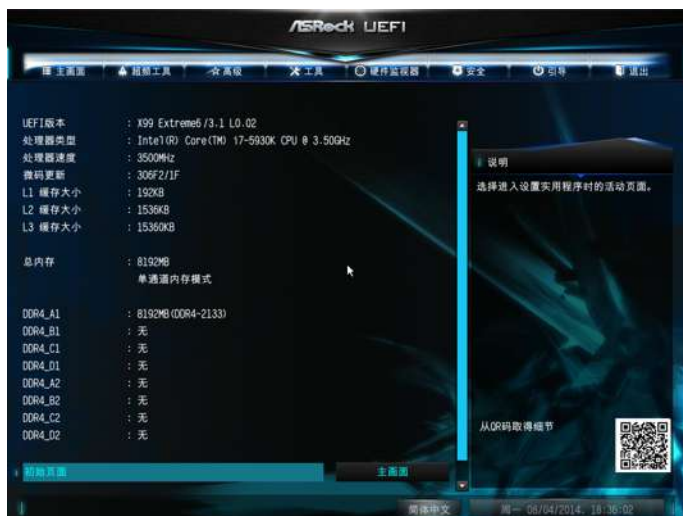 ASRock UEFI
主画面 超频工具 高级 工具 硬件监视器 安全 引导 退出
UEFI版本 : X99 Extreme6/3.1 L0.02
处理器类型 : Intel(R) Core(TM) i7-5930K CPU @ 3.50GHz
处理器速度 : 3500MHz
微码更新 : 306F2/1F
L1 缓存大小 : 192KB
L2 缓存大小 : 1536KB
L3 缓存大小 : 15360KB
总内存 : 8192MB
单通道内存模式
DDR4_A1 : 8192MB(DDR4-2133)
DDR4_B1 : 无
DDR4_C1 : 无
DDR4_D1 : 无
DDR4_A2 : 无
DDR4_B2 : 无
DDR4_C2 : 无
DDR4_D2 : 无
初始页面 主画面
说明
选择进入设置实用程序时的活动页面。
从QR码取得细节
简体中文 周一 08/04/2014. 18:36:02